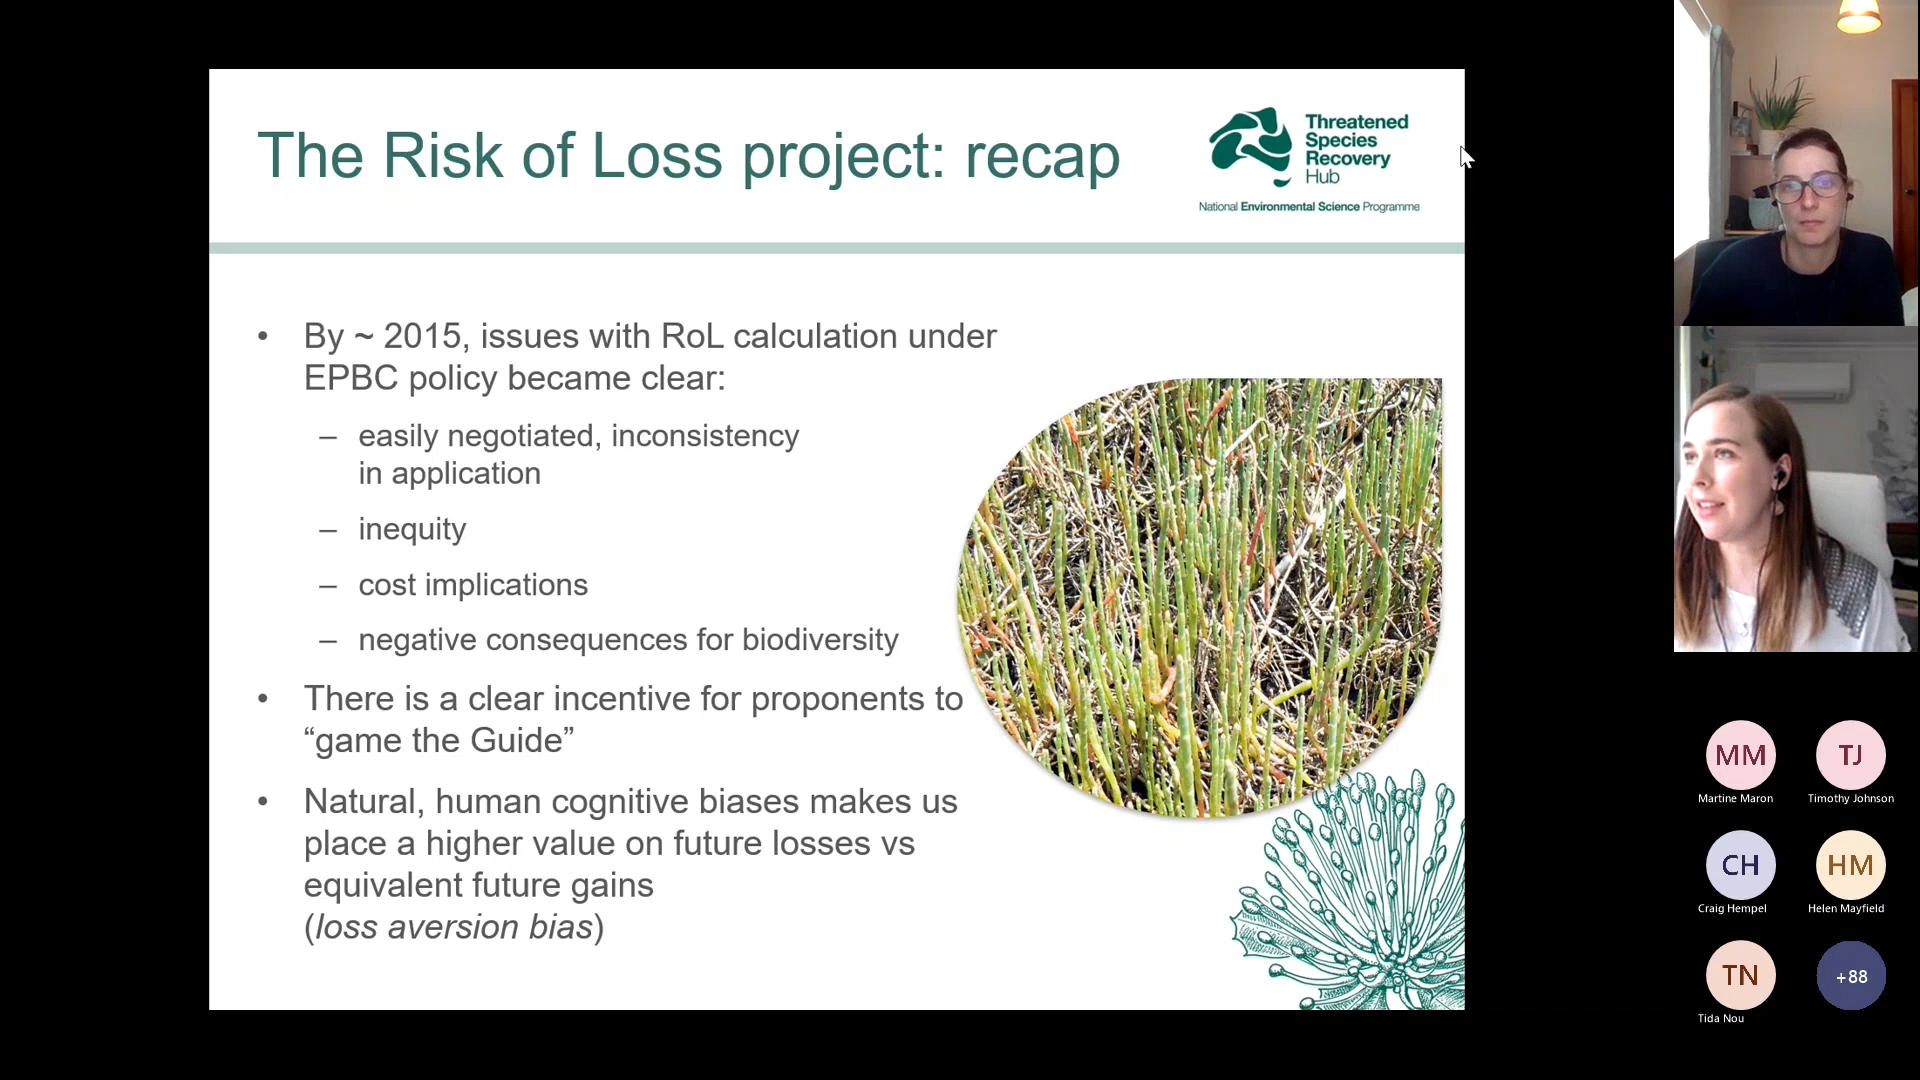 The Risk of Loss project: recap
Threatened
Species
Recovery
Hub
National Environmental Science Programme
• By ~ 2015, issues with RoL calculation under
EPBC policy became clear:
– easily negotiated, inconsistency
in application
– inequity
– cost implications
– negative consequences for biodiversity
• There is a clear incentive for proponents to
“game the Guide”
• Natural, human cognitive biases makes us
place a higher value on future losses vs
equivalent future gains
(loss aversion bias)
MM
Martine Maron
TJ
Timothy Johnson
CH
Craig Hempel
HM
Helen Mayfield
TN
Tida Nou
+88